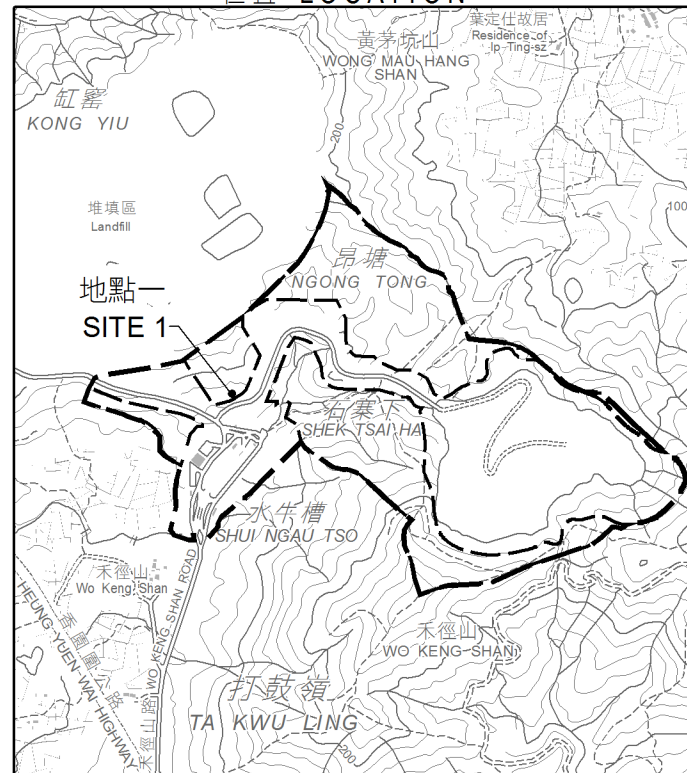 位置 LOCATION
葉定仕故居
Residence of
Ip Ting-sz
黃茅坑山
WONG MAU HANG
SHAN
缸窰
KONG YIU
200
堆填區
Landfill
100
昂塘
NGONG TONG
地點一
SITE 1
石寨下
SHEK TSAI HA
水牛槽
SHUI NGAU TSO
禾徑山
Wo Keng Shan
禾徑山路 WO KENG SHAN ROAD
香園圍公路
HEUNG YUEN WAI HIGHWAY
禾徑山
WO KENG SHAN
打鼓嶺
TA KWU LING
200